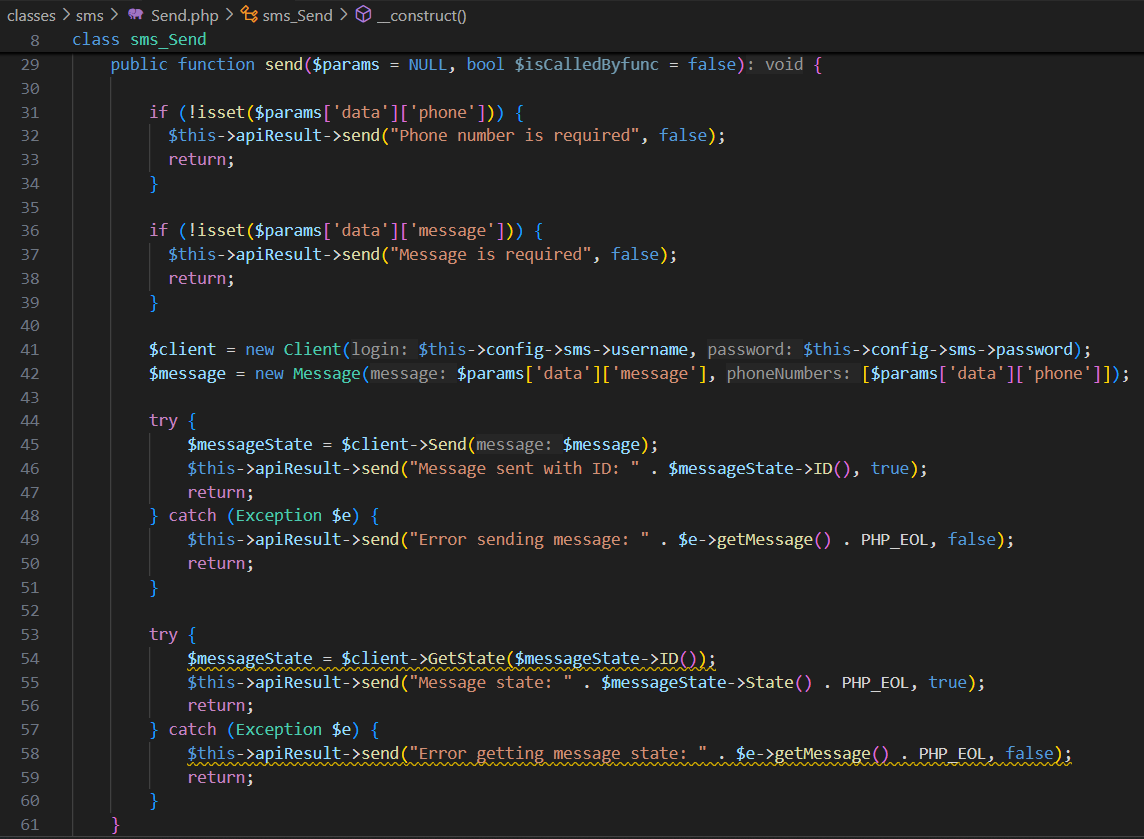 classes > sms > Send.php > sms_Send > __construct()
8 class sms_Send
29 public function send($params = NULL, bool $isCalledByfunc = false): void {
30
31 if (!isset($params['data']['phone'])) {
32 $this->apiResult->send("Phone number is required", false);
33 return;
34 }
35
36 if (!isset($params['data']['message'])) {
37 $this->apiResult->send("Message is required", false);
38 return;
39 }
40
41 $client = new Client(login: $this->config->sms->username, password: $this->config->sms->password);
42 $message = new Message(message: $params['data']['message'], phoneNumbers: [$params['data']['phone']]);
43
44 try {
45 $messageState = $client->Send(message: $message);
46 $this->apiResult->send("Message sent with ID: " . $messageState->ID(), true);
47 return;
48 } catch (Exception $e) {
49 $this->apiResult->send("Error sending message: " . $e->getMessage() . PHP_EOL, false);
50 return;
51 }
52
53 try {
54 $messageState = $client->GetState($messageState->ID());
55 $this->apiResult->send("Message state: " . $messageState->State() . PHP_EOL, true);
56 return;
57 } catch (Exception $e) {
58 $this->apiResult->send("Error getting message state: " . $e->getMessage() . PHP_EOL, false);
59 return;
60 }
61 }